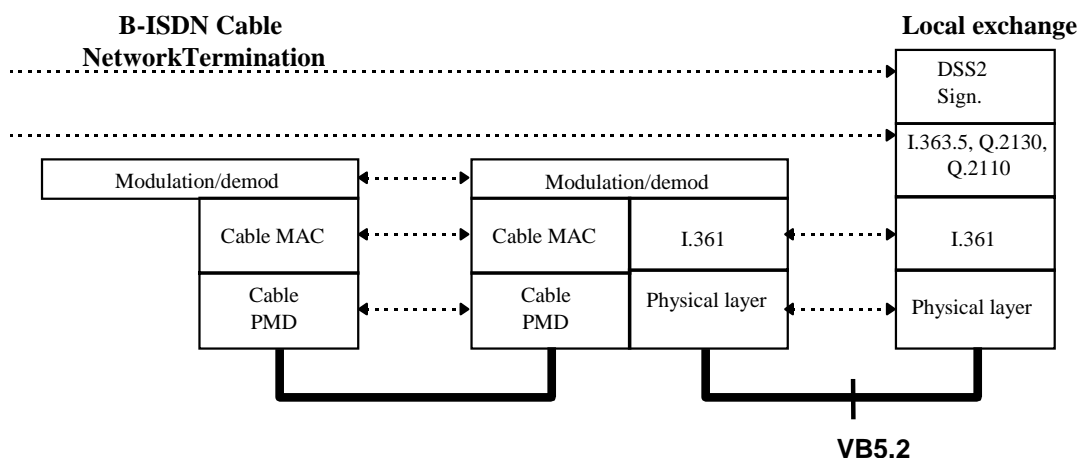 B-ISDN Cable
NetworkTermination
Local exchange
DSS2
Sign.
I.363.5, Q.2130,
Q.2110
Modulation/demod
Modulation/demod
Cable MAC
Cable MAC
I.361
I.361
Cable
PMD
Cable
PMD
Physical layer
Physical layer
VB5.2